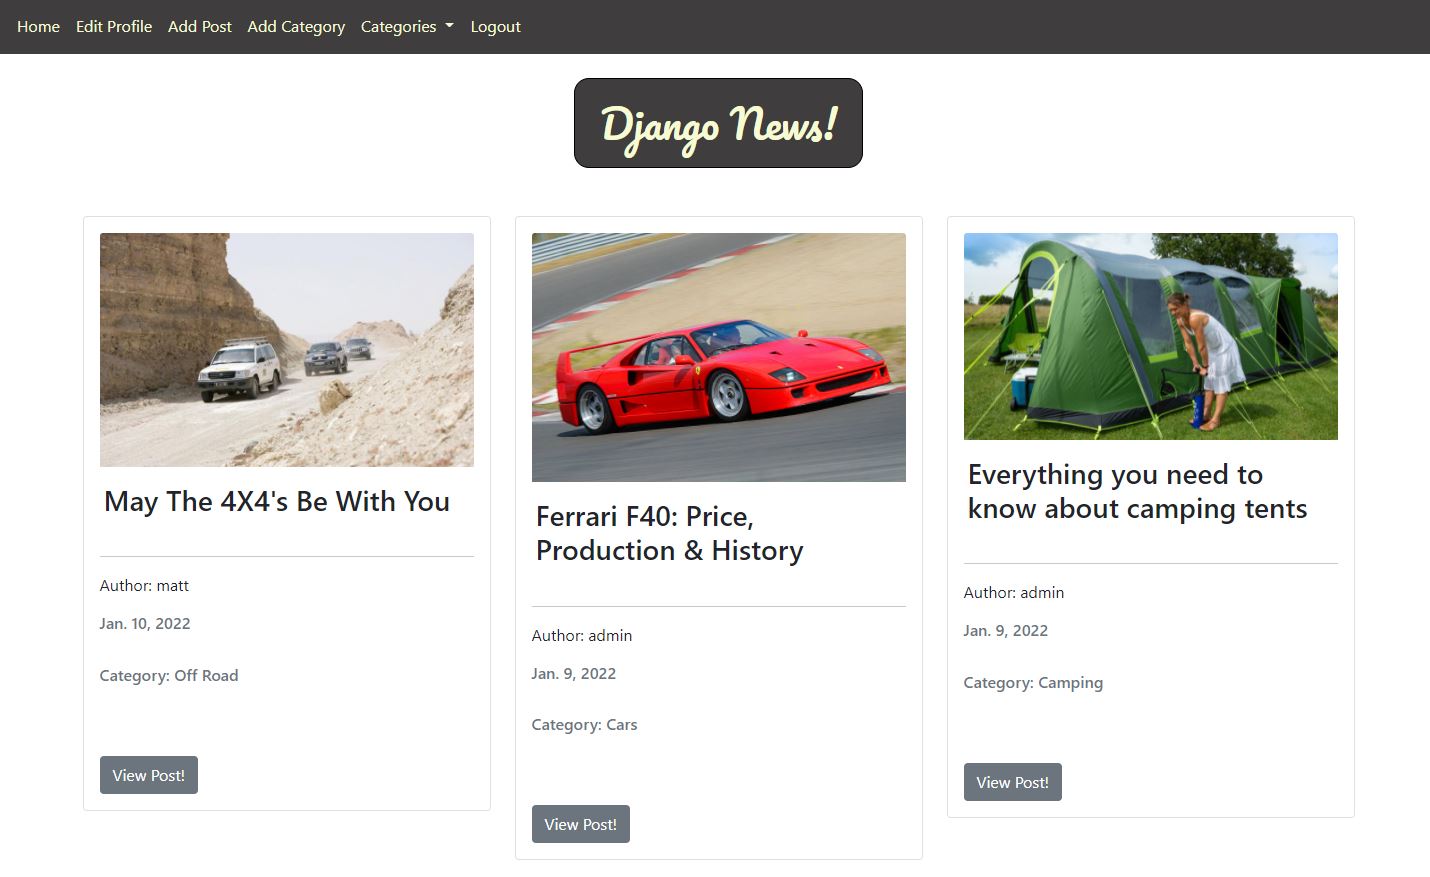 Home Edit Profile Add Post Add Category Categories Logout
Django News!
May The 4X4's Be With You
Author: matt
Jan. 10, 2022
Category: Off Road
View Post!
Ferrari F40: Price,
Production & History
Author: admin
Jan. 9, 2022
Category: Cars
View Post!
Everything you need to
know about camping tents
Author: admin
Jan. 9, 2022
Category: Camping
View Post!